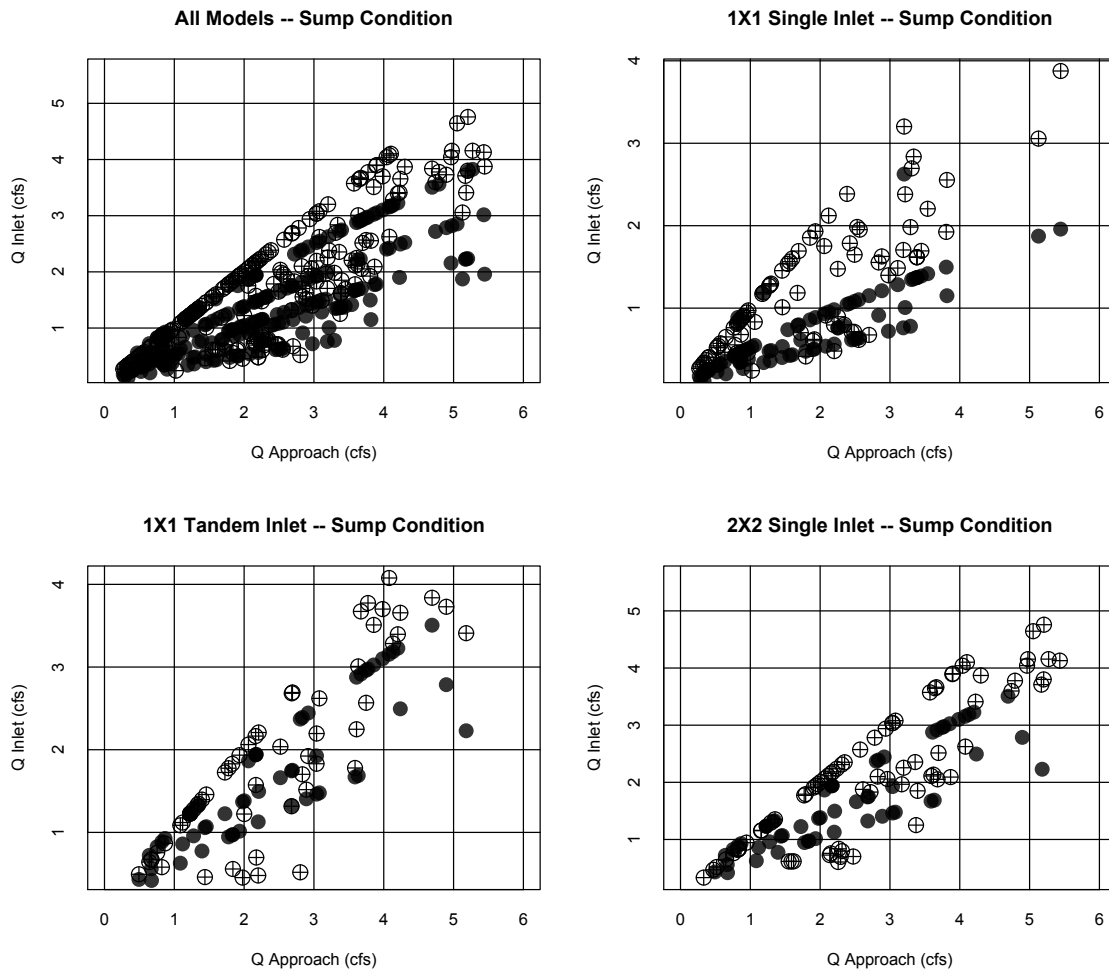 All Models -- Sump Condition
Q Inlet (cfs)
5
4
3
2
1
0 1 2 3 4 5 6
Q Approach (cfs)
1X1 Single Inlet -- Sump Condition
Q Inlet (cfs)
4
3
2
1
0 1 2 3 4 5 6
Q Approach (cfs)
1X1 Tandem Inlet -- Sump Condition
Q Inlet (cfs)
4
3
2
1
0 1 2 3 4 5 6
Q Approach (cfs)
2X2 Single Inlet -- Sump Condition
Q Inlet (cfs)
5
4
3
2
1
0 1 2 3 4 5 6
Q Approach (cfs)